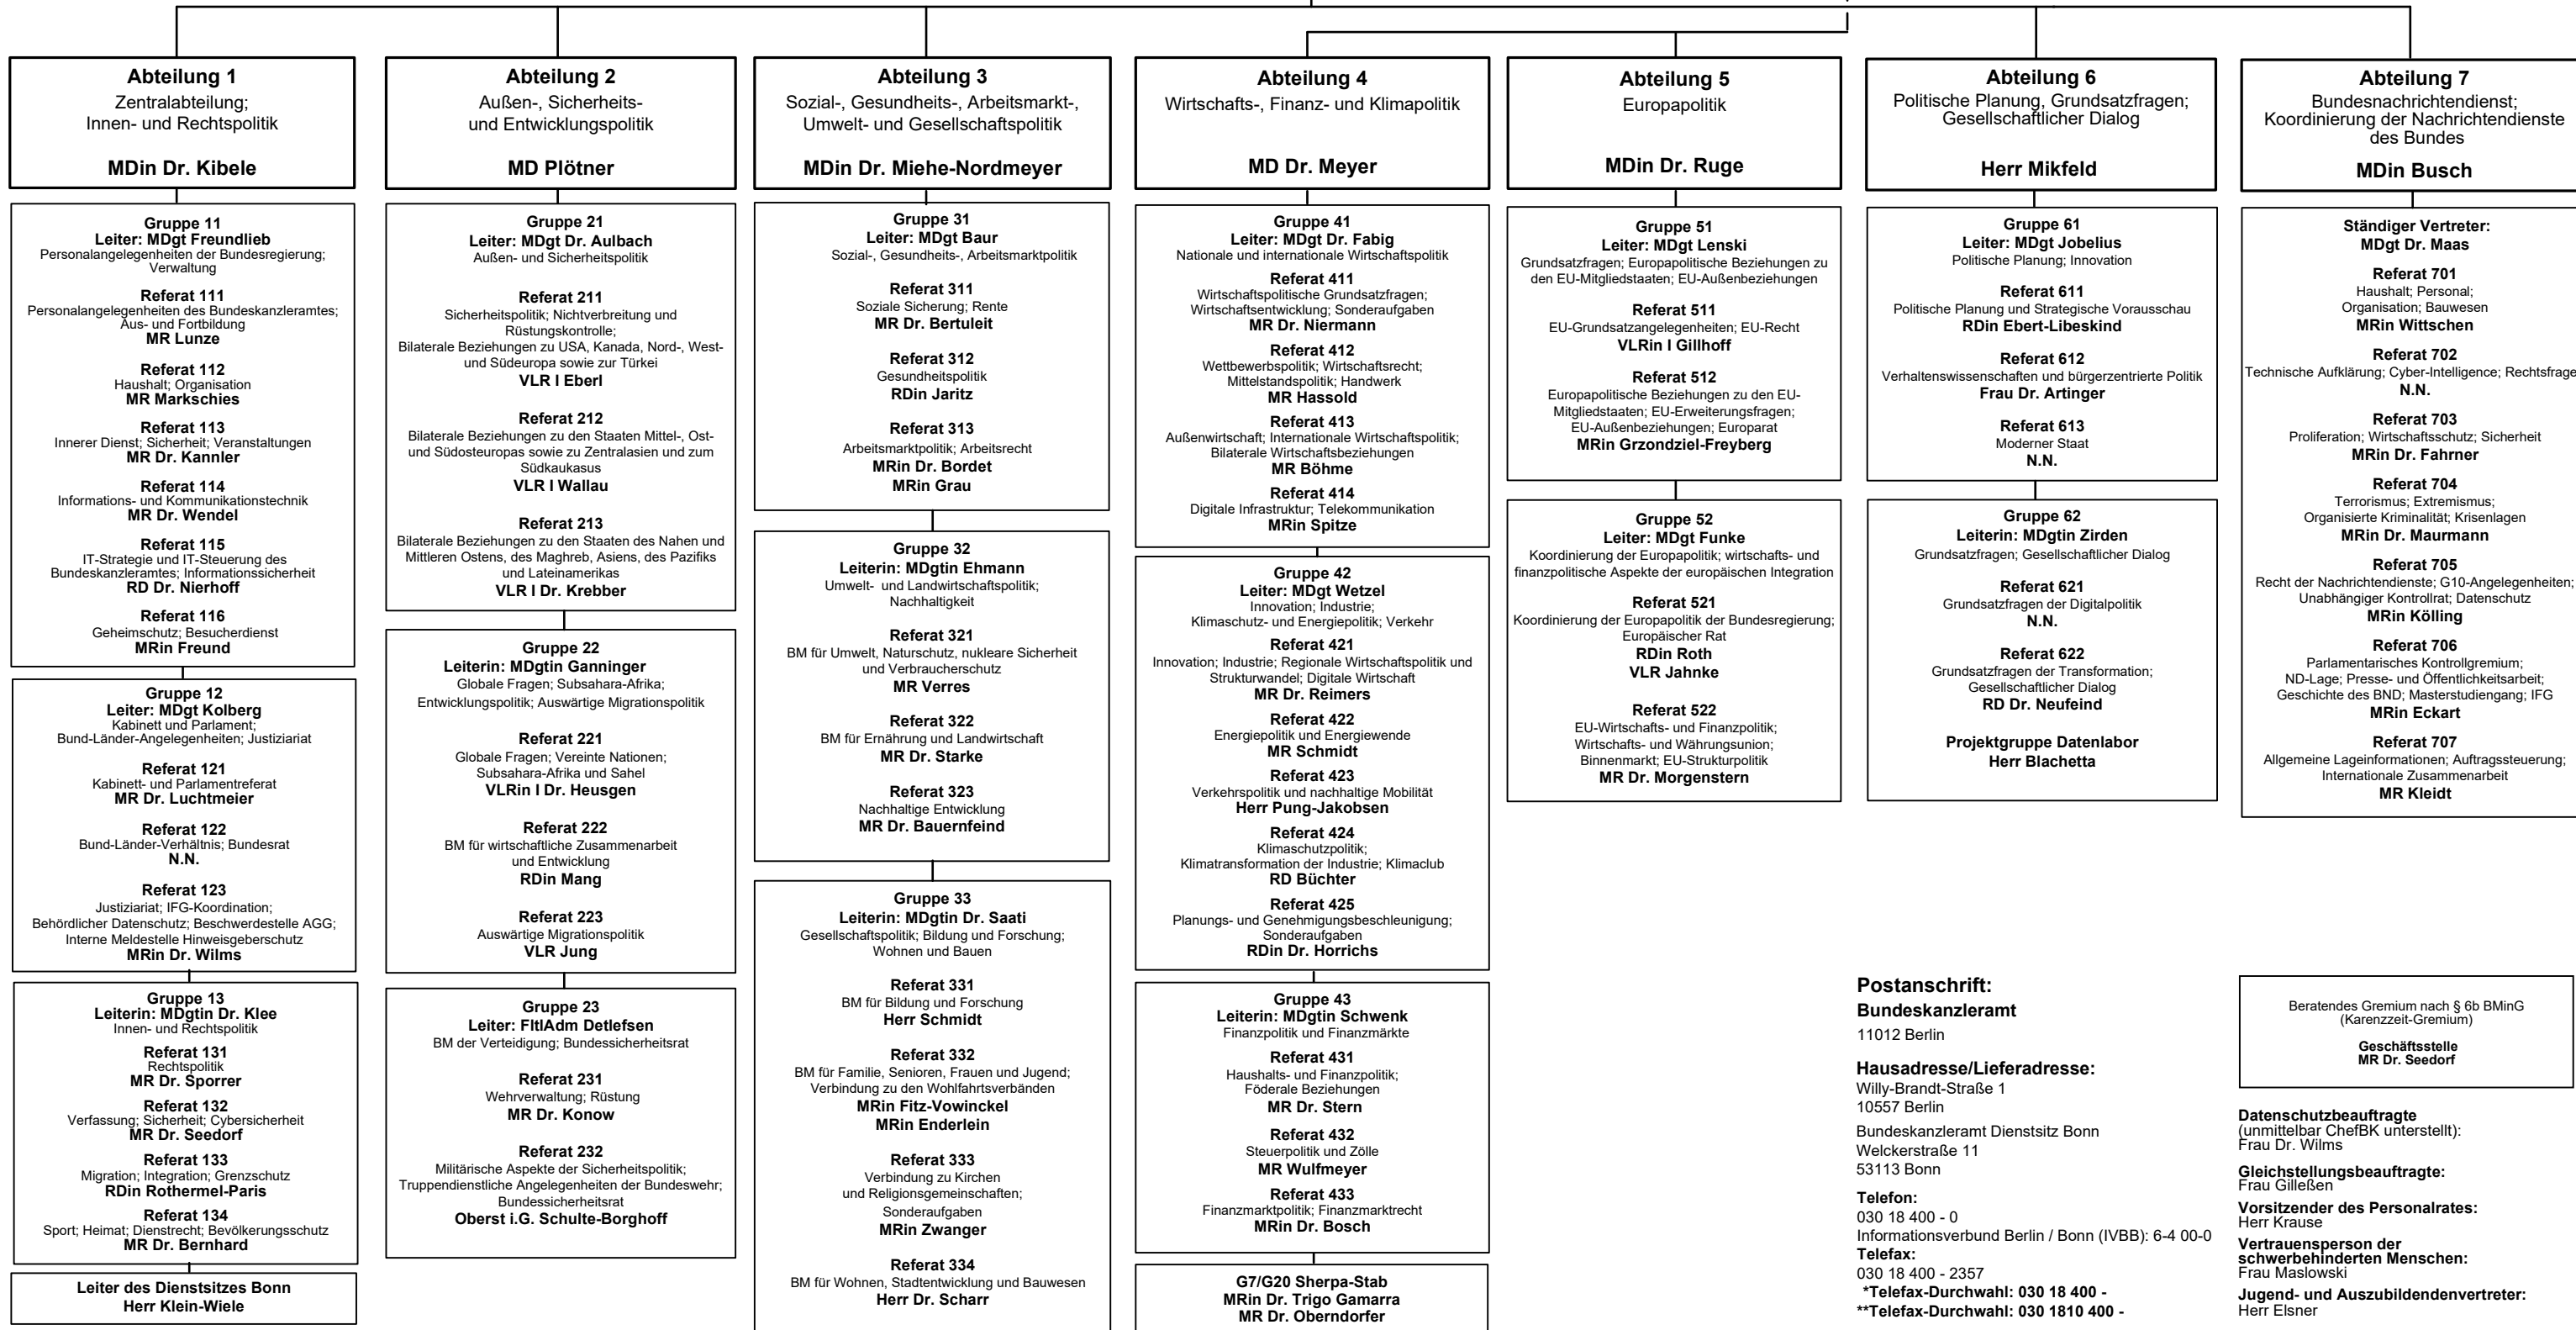 Abteilung 1
Zentralabteilung;
Innen- und Rechtspolitik
MDin Dr. Kibele
Gruppe 11
Leiter: MDgt Freundlieb
Personalangelegenheiten der Bundesregierung;
Verwaltung
Referat 111
Personalangelegenheiten des Bundeskanzleramtes;
Aus- und Fortbildung
MR Lunze
Referat 112
Haushalt; Organisation
MR Markschies
Referat 113
Innerer Dienst; Sicherheit; Veranstaltungen
MR Dr. Kannler
Referat 114
Informations- und Kommunikationstechnik
MR Dr. Wendel
Referat 115
IT-Strategie und IT-Steuerung des
Bundeskanzleramtes; Informationssicherheit
RD Dr. Nierhoff
Referat 116
Geheimschutz; Besucherdienst
MRin Freund
Gruppe 12
Leiter: MDgt Kolberg
Kabinett und Parlament;
Bund-Länder-Angelegenheiten; Justiziariat
Referat 121
Kabinett- und Parlamentreferat
MR Dr. Luchtmeier
Referat 122
Bund-Länder-Verhältnis; Bundesrat
N.N.
Referat 123
Justiziariat; IFG-Koordination;
Behördlicher Datenschutz; Beschwerdestelle AGG;
Interne Meldestelle Hinweisgeberschutz
MRin Dr. Wilms
Gruppe 13
Leiterin: MDgtin Dr. Klee
Innen- und Rechtspolitik
Referat 131
Rechtspolitik
MR Dr. Sporrer
Referat 132
Verfassung; Sicherheit; Cybersicherheit
MR Dr. Seedorf
Referat 133
Migration; Integration; Grenzschutz
RDin Rothermel-Paris
Referat 134
Sport; Heimat; Dienstrecht; Bevölkerungsschutz
MR Dr. Bernhard
Leiter des Dienstsitzes Bonn
Herr Klein-Wiele
Abteilung 2
Außen-, Sicherheits-
und Entwicklungspolitik
MD Plötner
Gruppe 21
Leiter: MDgt Dr. Aulbach
Außen- und Sicherheitspolitik
Referat 211
Sicherheitspolitik; Nichtverbreitung und
Rüstungskontrolle;
Bilaterale Beziehungen zu USA, Kanada, Nord-, West-
und Südeuropa sowie zur Türkei
VLR I Eberl
Referat 212
Bilaterale Beziehungen zu den Staaten Mittel-, Ost-
und Südosteuropas sowie zu Zentralasien und zum
Südkaukasus
VLR I Wallau
Referat 213
Bilaterale Beziehungen zu den Staaten des Nahen und
Mittleren Ostens, des Maghreb, Asiens, des Pazifiks
und Lateinamerikas
VLR I Dr. Krebber
Gruppe 22
Leiterin: MDgtin Ganninger
Globale Fragen; Subsahara-Afrika;
Entwicklungspolitik; Auswärtige Migrationspolitik
Referat 221
Globale Fragen; Vereinte Nationen;
Subsahara-Afrika und Sahel
VLRin I Dr. Heusgen
Referat 222
BM für wirtschaftliche Zusammenarbeit
und Entwicklung
RDin Mang
Referat 223
Auswärtige Migrationspolitik
VLR Jung
Gruppe 23
Leiter: FltlAdm Detlefsen
BM der Verteidigung; Bundessicherheitsrat
Referat 231
Wehrverwaltung; Rüstung
MR Dr. Konow
Referat 232
Militärische Aspekte der Sicherheitspolitik;
Truppendienstliche Angelegenheiten der Bundeswehr;
Bundessicherheitsrat
Oberst i.G. Schulte-Borghoff
Abteilung 3
Sozial-, Gesundheits-, Arbeitsmarkt-,
Umwelt- und Gesellschaftspolitik
MDin Dr. Miehe-Nordmeyer
Gruppe 31
Leiter: MDgt Baur
Sozial-, Gesundheits-, Arbeitsmarktpolitik
Referat 311
Soziale Sicherung; Rente
MR Dr. Bertuleit
Referat 312
Gesundheitspolitik
RDin Jaritz
Referat 313
Arbeitsmarktpolitik; Arbeitsrecht
MRin Dr. Bordet
MRin Grau
Gruppe 32
Leiterin: MDgtin Ehmann
Umwelt- und Landwirtschaftspolitik;
Nachhaltigkeit
Referat 321
BM für Umwelt, Naturschutz, nukleare Sicherheit
und Verbraucherschutz
MR Verres
Referat 322
BM für Ernährung und Landwirtschaft
MR Dr. Starke
Referat 323
Nachhaltige Entwicklung
MR Dr. Bauernfeind
Gruppe 33
Leiterin: MDgtin Dr. Saati
Gesellschaftspolitik; Bildung und Forschung;
Wohnen und Bauen
Referat 331
BM für Bildung und Forschung
Herr Schmidt
Referat 332
BM für Familie, Senioren, Frauen und Jugend;
Verbindung zu den Wohlfahrtsverbänden
MRin Fitz-Vowinckel
MRin Enderlein
Referat 333
Verbindung zu Kirchen
und Religionsgemeinschaften;
Sonderaufgaben
MRin Zwanger
Referat 334
BM für Wohnen, Stadtentwicklung und Bauwesen
Herr Dr. Scharr
Abteilung 4
Wirtschafts-, Finanz- und Klimapolitik
MD Dr. Meyer
Gruppe 41
Leiter: MDgt Dr. Fabig
Nationale und internationale Wirtschaftspolitik
Referat 411
Wirtschaftspolitische Grundsatzfragen;
Wirtschaftsentwicklung; Sonderaufgaben
MR Dr. Niermann
Referat 412
Wettbewerbspolitik; Wirtschaftsrecht;
Mittelstandspolitik; Handwerk
MR Hassold
Referat 413
Außenwirtschaft; Internationale Wirtschaftspolitik;
Bilaterale Wirtschaftsbeziehungen
MR Böhme
Referat 414
Digitale Infrastruktur; Telekommunikation
MRin Spitze
Gruppe 42
Leiter: MDgt Wetzel
Innovation; Industrie;
Klimaschutz- und Energiepolitik; Verkehr
Referat 421
Innovation; Industrie; Regionale Wirtschaftspolitik und
Strukturwandel; Digitale Wirtschaft
MR Dr. Reimers
Referat 422
Energiepolitik und Energiewende
MR Schmidt
Referat 423
Verkehrspolitik und nachhaltige Mobilität
Herr Pung-Jakobsen
Referat 424
Klimaschutzpolitik;
Klimatransformation der Industrie; Klimaclub
RD Büchter
Referat 425
Planungs- und Genehmigungsbeschleunigung;
Sonderaufgaben
RDin Dr. Horrichs
Gruppe 43
Leiterin: MDgtin Schwenk
Finanzpolitik und Finanzmärkte
Referat 431
Haushalts- und Finanzpolitik;
Föderale Beziehungen
MR Dr. Stern
Referat 432
Steuerpolitik und Zölle
MR Wulfmeyer
Referat 433
Finanzmarktpolitik; Finanzmarktrecht
MRin Dr. Bosch
G7/G20 Sherpa-Stab
MRin Dr. Trigo Gamarra
MR Dr. Oberndorfer
Abteilung 5
Europapolitik
MDin Dr. Ruge
Gruppe 51
Leiter: MDgt Lenski
Grundsatzfragen; Europapolitische Beziehungen zu
den EU-Mitgliedstaaten; EU-Außenbeziehungen
Referat 511
EU-Grundsatzangelegenheiten; EU-Recht
VLRin I Gillhoff
Referat 512
Europapolitische Beziehungen zu den EU-
Mitgliedstaaten; EU-Erweiterungsfragen;
EU-Außenbeziehungen; Europarat
MRin Grzondziel-Freyberg
Gruppe 52
Leiter: MDgt Funke
Koordinierung der Europapolitik; wirtschafts- und
finanzpolitische Aspekte der europäischen Integration
Referat 521
Koordinierung der Europapolitik der Bundesregierung;
Europäischer Rat
RDin Roth
VLR Jahnke
Referat 522
EU-Wirtschafts- und Finanzpolitik;
Wirtschafts- und Währungsunion;
Binnenmarkt; EU-Strukturpolitik
MR Dr. Morgenstern
Abteilung 6
Politische Planung, Grundsatzfragen;
Gesellschaftlicher Dialog
Herr Mikfeld
Gruppe 61
Leiter: MDgt Jobelius
Politische Planung; Innovation
Referat 611
Politische Planung und Strategische Vorausschau
RDin Ebert-Libeskind
Referat 612
Verhaltenswissenschaften und bürgerzentrierte Politik
Frau Dr. Artinger
Referat 613
Moderner Staat
N.N.
Gruppe 62
Leiterin: MDgtin Zirden
Grundsatzfragen; Gesellschaftlicher Dialog
Referat 621
Grundsatzfragen der Digitalpolitik
N.N.
Referat 622
Grundsatzfragen der Transformation;
Gesellschaftlicher Dialog
RD Dr. Neufeind
Projektgruppe Datenlabor
Herr Blachetta
Abteilung 7
Bundesnachrichtendienst;
Koordinierung der Nachrichtendienste
des Bundes
MDin Busch
Ständiger Vertreter:
MDgt Dr. Maas
Referat 701
Haushalt; Personal;
Organisation; Bauwesen
MRin Wittschen
Referat 702
Technische Aufklärung; Cyber-Intelligence; Rechtsfrage
N.N.
Referat 703
Proliferation; Wirtschaftsschutz; Sicherheit
MRin Dr. Fahrner
Referat 704
Terrorismus; Extremismus;
Organisierte Kriminalität; Krisenlagen
MRin Dr. Maurmann
Referat 705
Recht der Nachrichtendienste; G10-Angelegenheiten;
Unabhängiger Kontrollrat; Datenschutz
MRin Kölling
Referat 706
Parlamentarisches Kontrollgremium;
ND-Lage; Presse- und Öffentlichkeitsarbeit;
Geschichte des BND; Masterstudiengang; IFG
MRin Eckart
Referat 707
Allgemeine Lageinformationen; Auftragssteuerung;
Internationale Zusammenarbeit
MR Kleidt
Postanschrift:
Bundeskanzleramt
11012 Berlin
Hausadresse/Lieferadresse:
Willy-Brandt-Straße 1
10557 Berlin
Bundeskanzleramt Dienstsitz Bonn
Welckerstraße 11
53113 Bonn
Telefon:
030 18 400 - 0
Informationsverbund Berlin / Bonn (IVBB): 6-4 00-0
Telefax:
030 18 400 - 2357
*Telefax-Durchwahl: 030 18 400 -
**Telefax-Durchwahl: 030 1810 400 -
Beratendes Gremium nach § 6b BMinG
(Karenzzeit-Gremium)
Geschäftsstelle
MR Dr. Seedorf
Datenschutzbeauftragte
(unmittelbar ChefBK unterstellt):
Frau Dr. Wilms
Gleichstellungsbeauftragte:
Frau Gilleßen
Vorsitzender des Personalrates:
Herr Krause
Vertrauensperson der
schwerbehinderten Menschen:
Frau Maslowski
Jugend- und Auszubildendenvertreter:
Herr Elsner